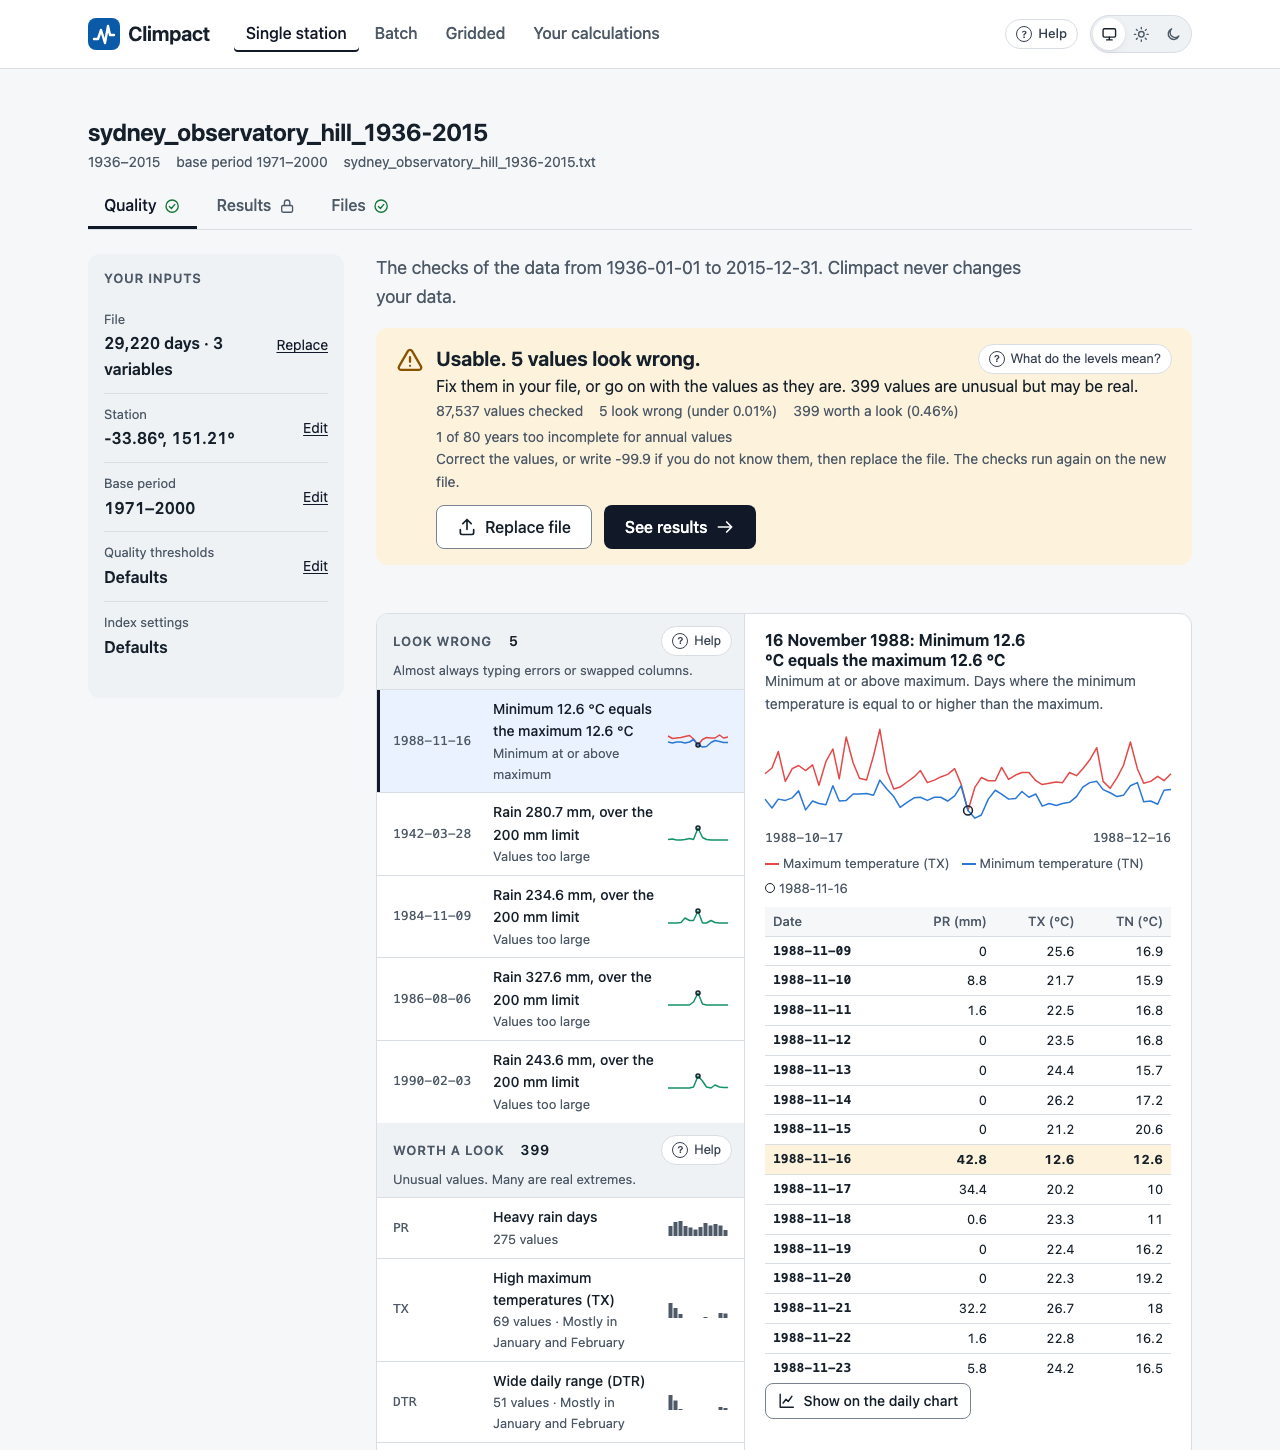 Climpact
Single station
Batch
Gridded
Your calculations
Help
sydney_observatory_hill_1936-2015
1936–2015 base period 1971–2000 sydney_observatory_hill_1936-2015.txt
Quality
Results
Files
YOUR INPUTS
File
29,220 days · 3
variables
Replace
Station
-33.86°, 151.21°
Edit
Base period
1971–2000
Edit
Quality thresholds
Defaults
Edit
Index settings
Defaults
The checks of the data from 1936-01-01 to 2015-12-31. Climpact never changes
your data.
Usable. 5 values look wrong.
What do the levels mean?
Fix them in your file, or go on with the values as they are. 399 values are unusual but may be real.
87,537 values checked 5 look wrong (under 0.01%) 399 worth a look (0.46%)
1 of 80 years too incomplete for annual values
Correct the values, or write -99.9 if you do not know them, then replace the file. The checks run again on the new
file.
Replace file
See results
LOOK WRONG 5
Help
Almost always typing errors or swapped columns.
1988-11-16
Minimum 12.6 °C equals
the maximum 12.6 °C
Minimum at or above
maximum
1942-03-28
Rain 280.7 mm, over the
200 mm limit
Values too large
1984-11-09
Rain 234.6 mm, over the
200 mm limit
Values too large
1986-08-06
Rain 327.6 mm, over the
200 mm limit
Values too large
1990-02-03
Rain 243.6 mm, over the
200 mm limit
Values too large
WORTH A LOOK 399
Help
Unusual values. Many are real extremes.
PR
Heavy rain days
275 values
TX
High maximum
temperatures (TX)
69 values · Mostly in
January and February
DTR
Wide daily range (DTR)
51 values · Mostly in
January and February
16 November 1988: Minimum 12.6
°C equals the maximum 12.6 °C
Minimum at or above maximum. Days where the minimum
temperature is equal to or higher than the maximum.
1988-10-17 1988-12-16
Maximum temperature (TX) Minimum temperature (TN)
1988-11-16
Date PR (mm) TX (°C) TN (°C)
1988-11-09 0 25.6 16.9
1988-11-10 8.8 21.7 15.9
1988-11-11 1.6 22.5 16.8
1988-11-12 0 23.5 16.8
1988-11-13 0 24.4 15.7
1988-11-14 0 26.2 17.2
1988-11-15 0 21.2 20.6
1988-11-16 42.8 12.6 12.6
1988-11-17 34.4 20.2 10
1988-11-18 0.6 23.3 11
1988-11-19 0 22.4 16.2
1988-11-20 0 22.3 19.2
1988-11-21 32.2 26.7 18
1988-11-22 1.6 22.8 16.2
1988-11-23 5.8 24.2 16.5
Show on the daily chart